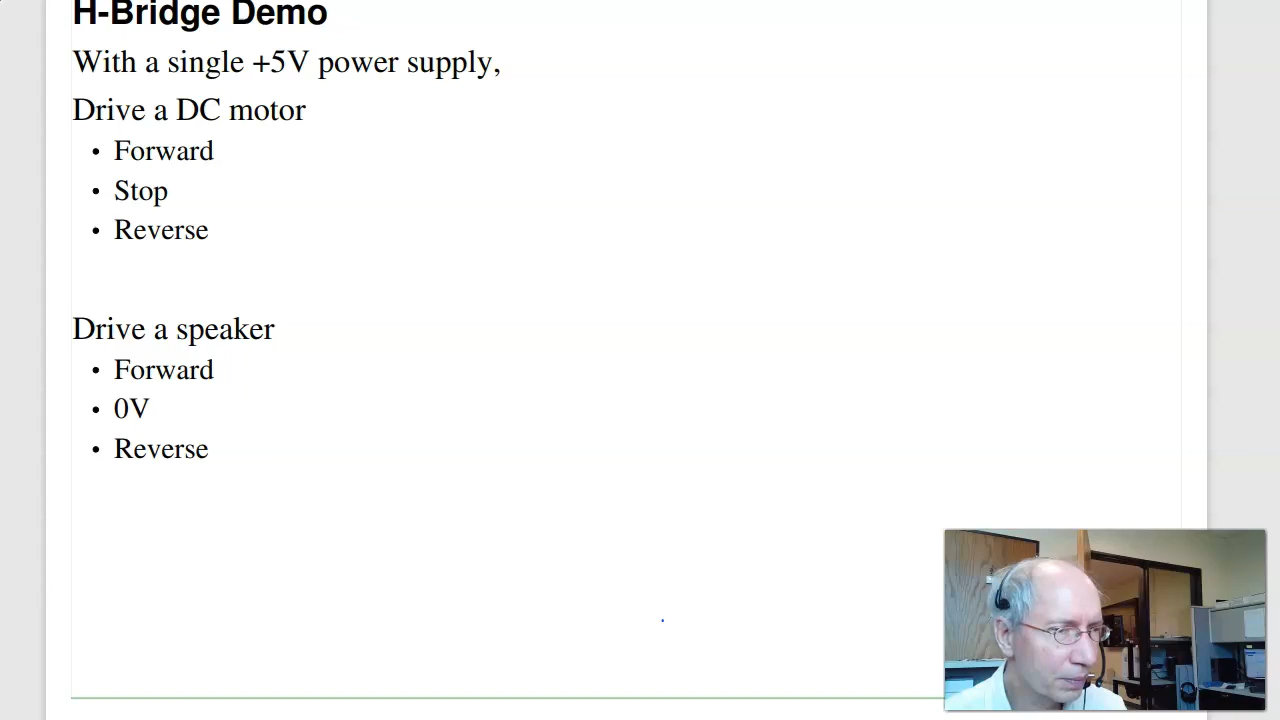 H-Bridge Demo
With a single +5V power supply,
Drive a DC motor
• Forward
• Stop
• Reverse
Drive a speaker
• Forward
• 0V
• Reverse